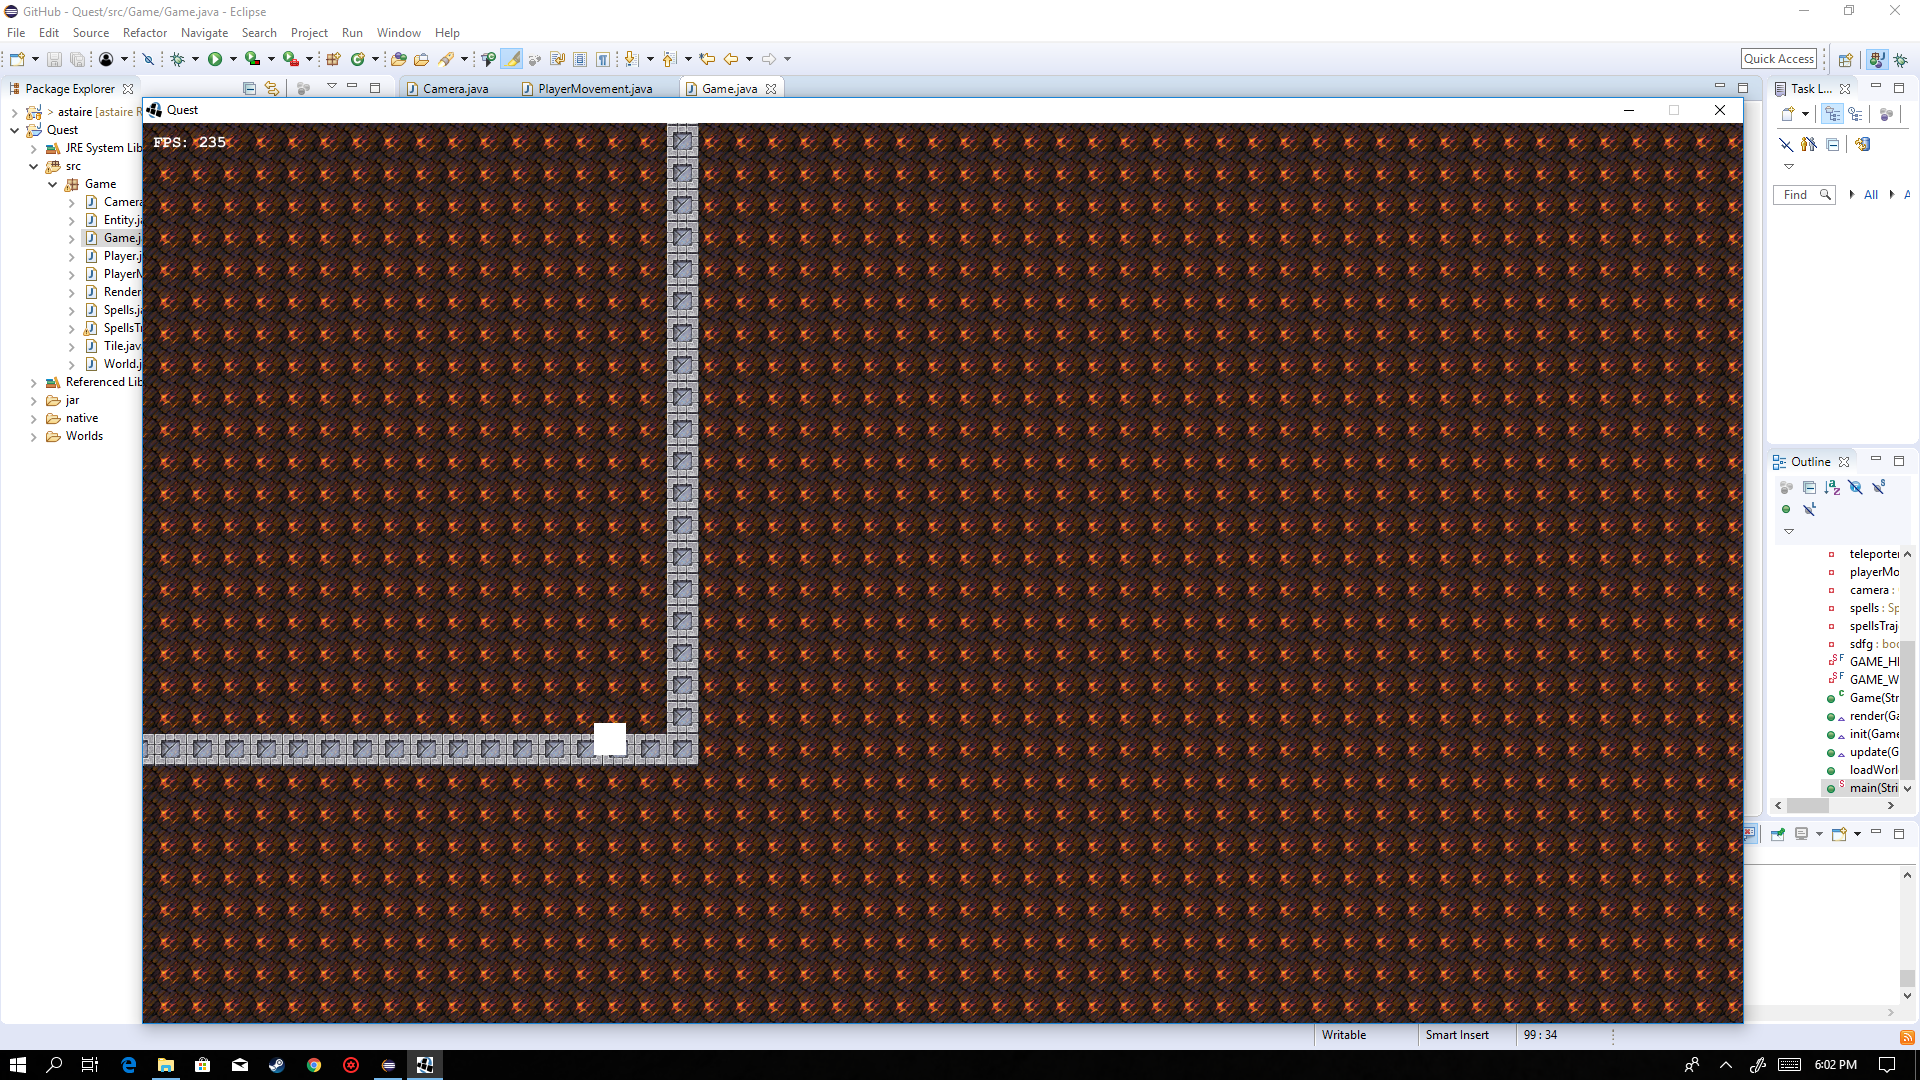 GitHub - Quest/src/Game/Game.java - Eclipse
File Edit Source Refactor Navigate Search Project Run Window Help
Quick Access
Package Explorer
Camera.java PlayerMovement.java Game.java
Task L...
Quest
FPS: 235
> astaire [astaire R
Quest
JRE System Lib
src
Game
Camera
Entity.ja
Game.j
Player.j
PlayerM
Render
Spells.ja
SpellsTr
Tile.jav
World.j
Referenced Lib
jar
native
Worlds
Find All A
Outline
teleporter
playerMo
camera :
spells : Sp
spellsTraj
sdfg : boo
GAME_HI
GAME_W
Game(Str
render(Ga
init(Game
update(G
loadWorl
main(Stri
Writable Smart Insert 99 : 34
6:02 PM